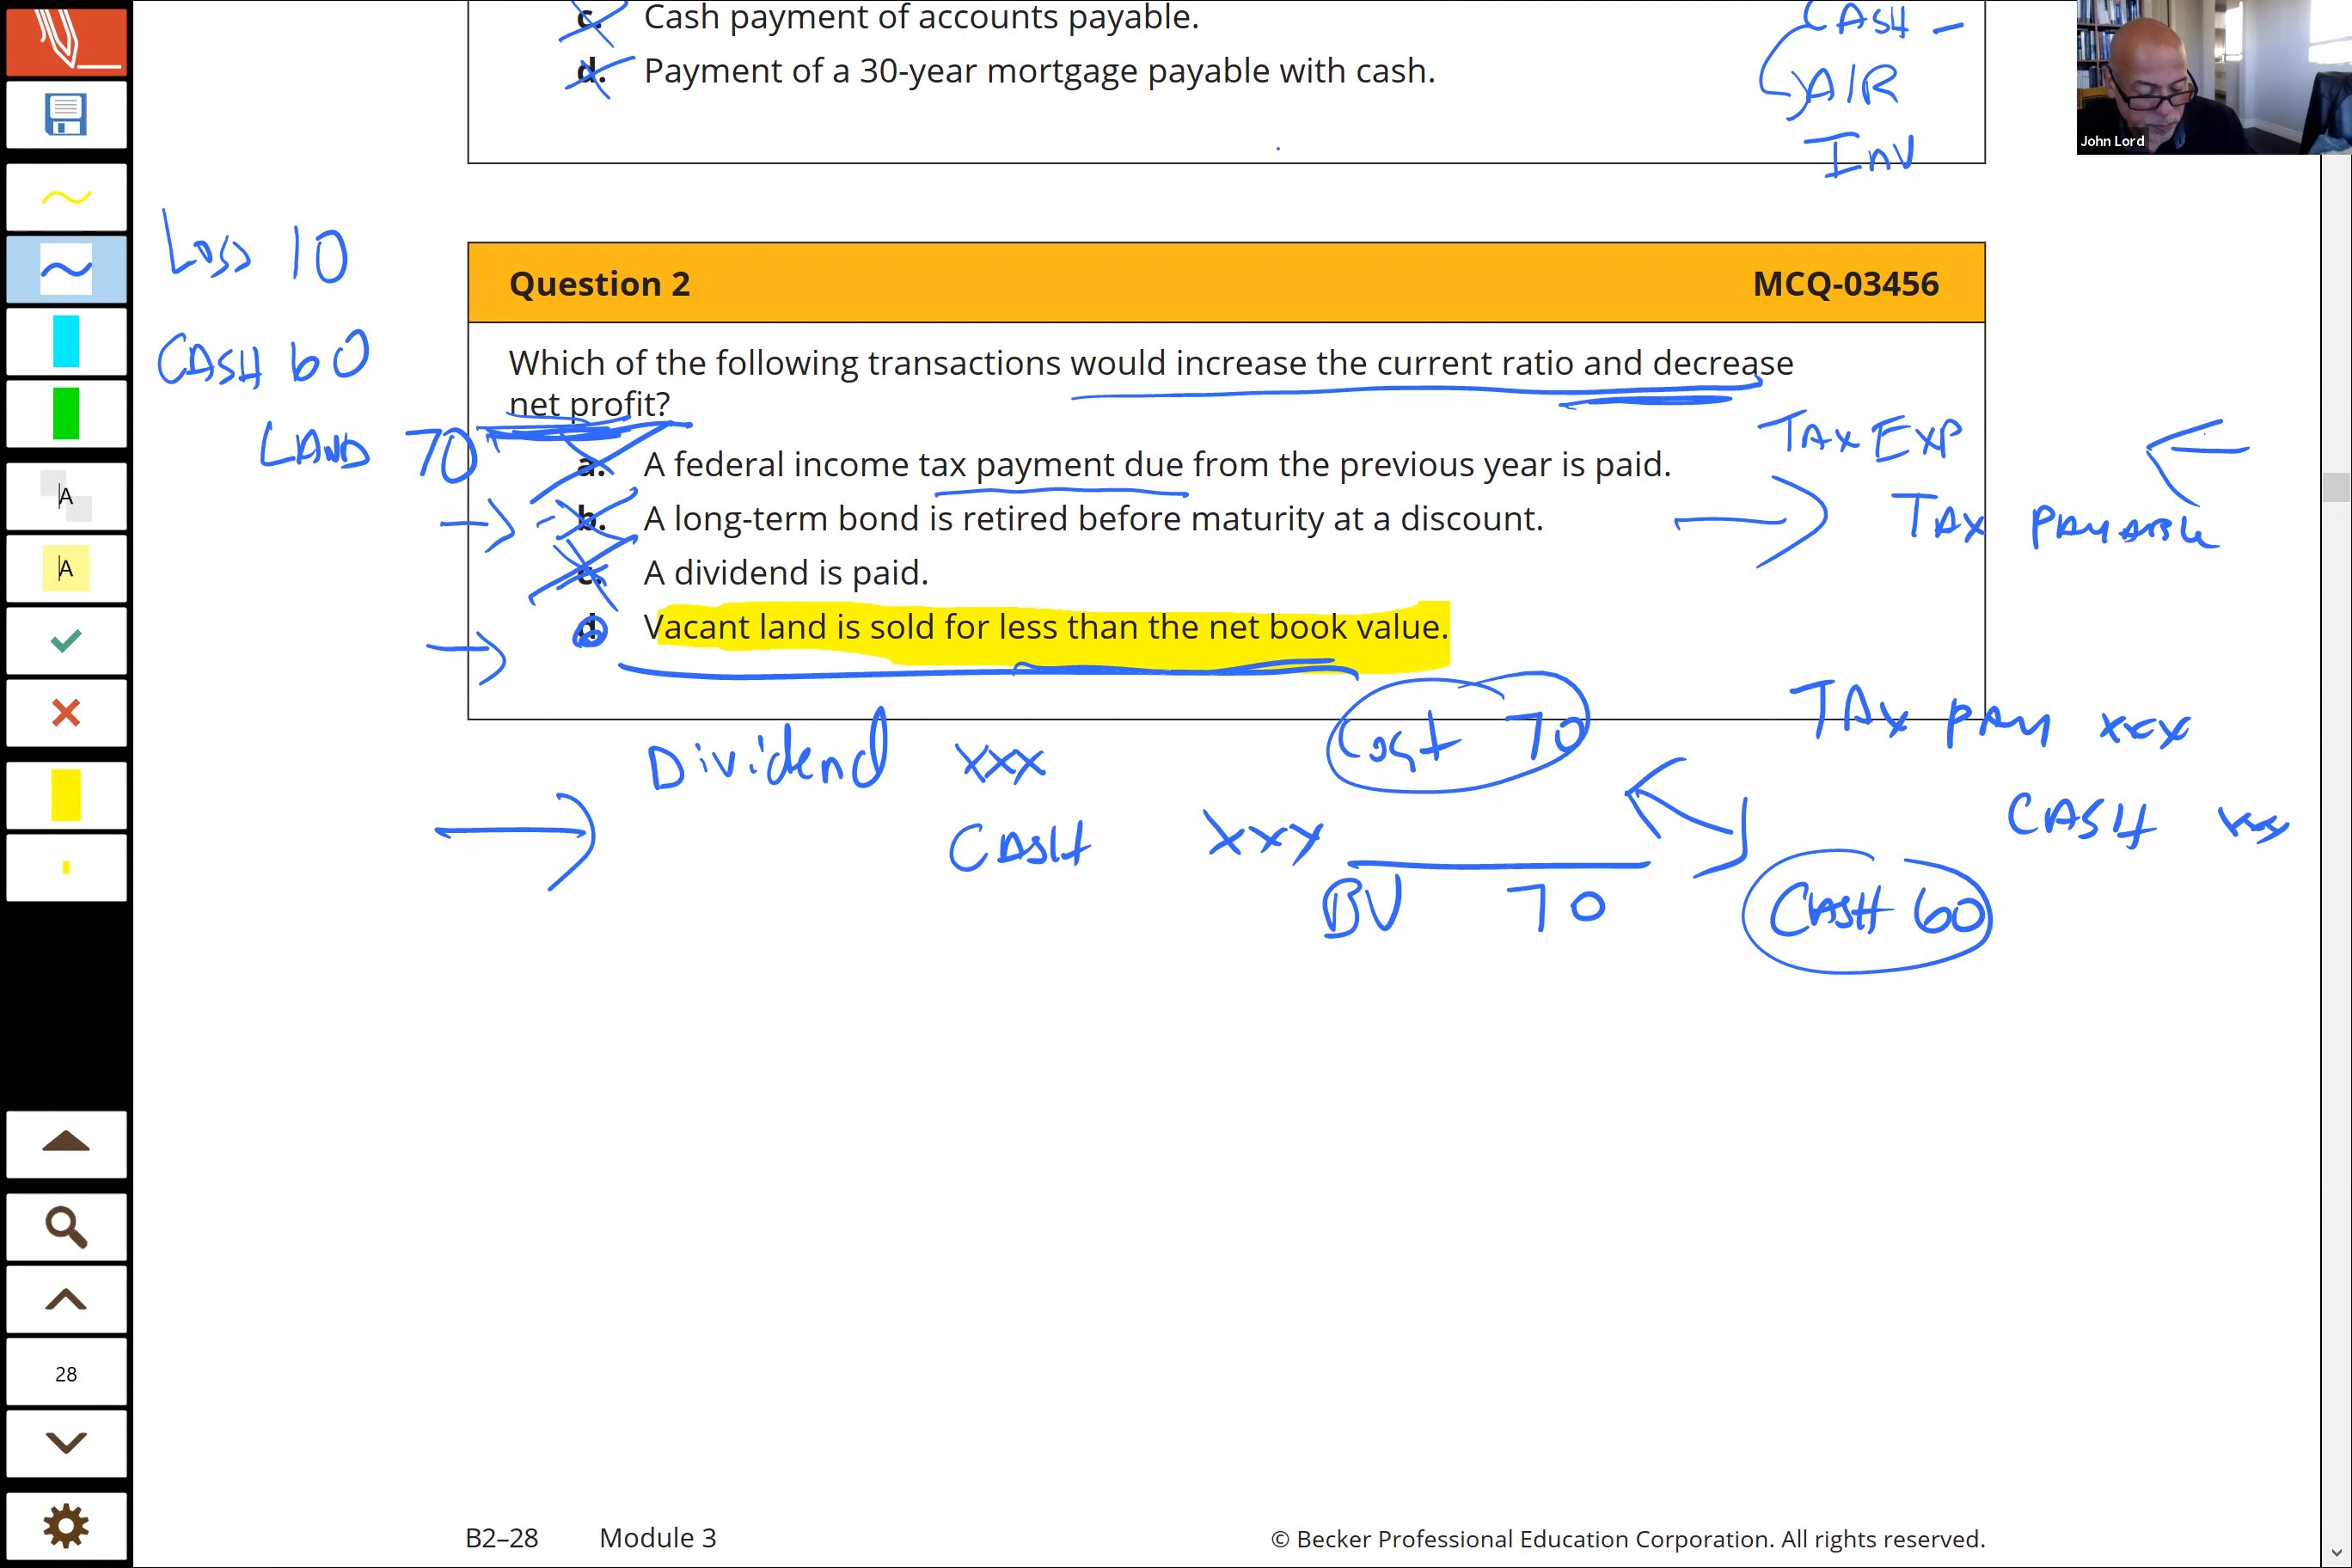 c. Cash payment of accounts payable.
d. Payment of a 30-year mortgage payable with cash.
CASH -
A/R
Inv
John Lord
Loss 10
CASH 60
LAND 70
Question 2 MCQ-03456
Which of the following transactions would increase the current ratio and decrease
net profit?
a. A federal income tax payment due from the previous year is paid.
b. A long-term bond is retired before maturity at a discount.
c. A dividend is paid.
d. Vacant land is sold for less than the net book value.
TAX EXP
TAX PAYABLE
Dividend xxx
CASH xxx
Cost 70
BV 70
CASH 60
TAX PAY xxx
CASH xxx
A
A
28
B2–28 Module 3
© Becker Professional Education Corporation. All rights reserved.